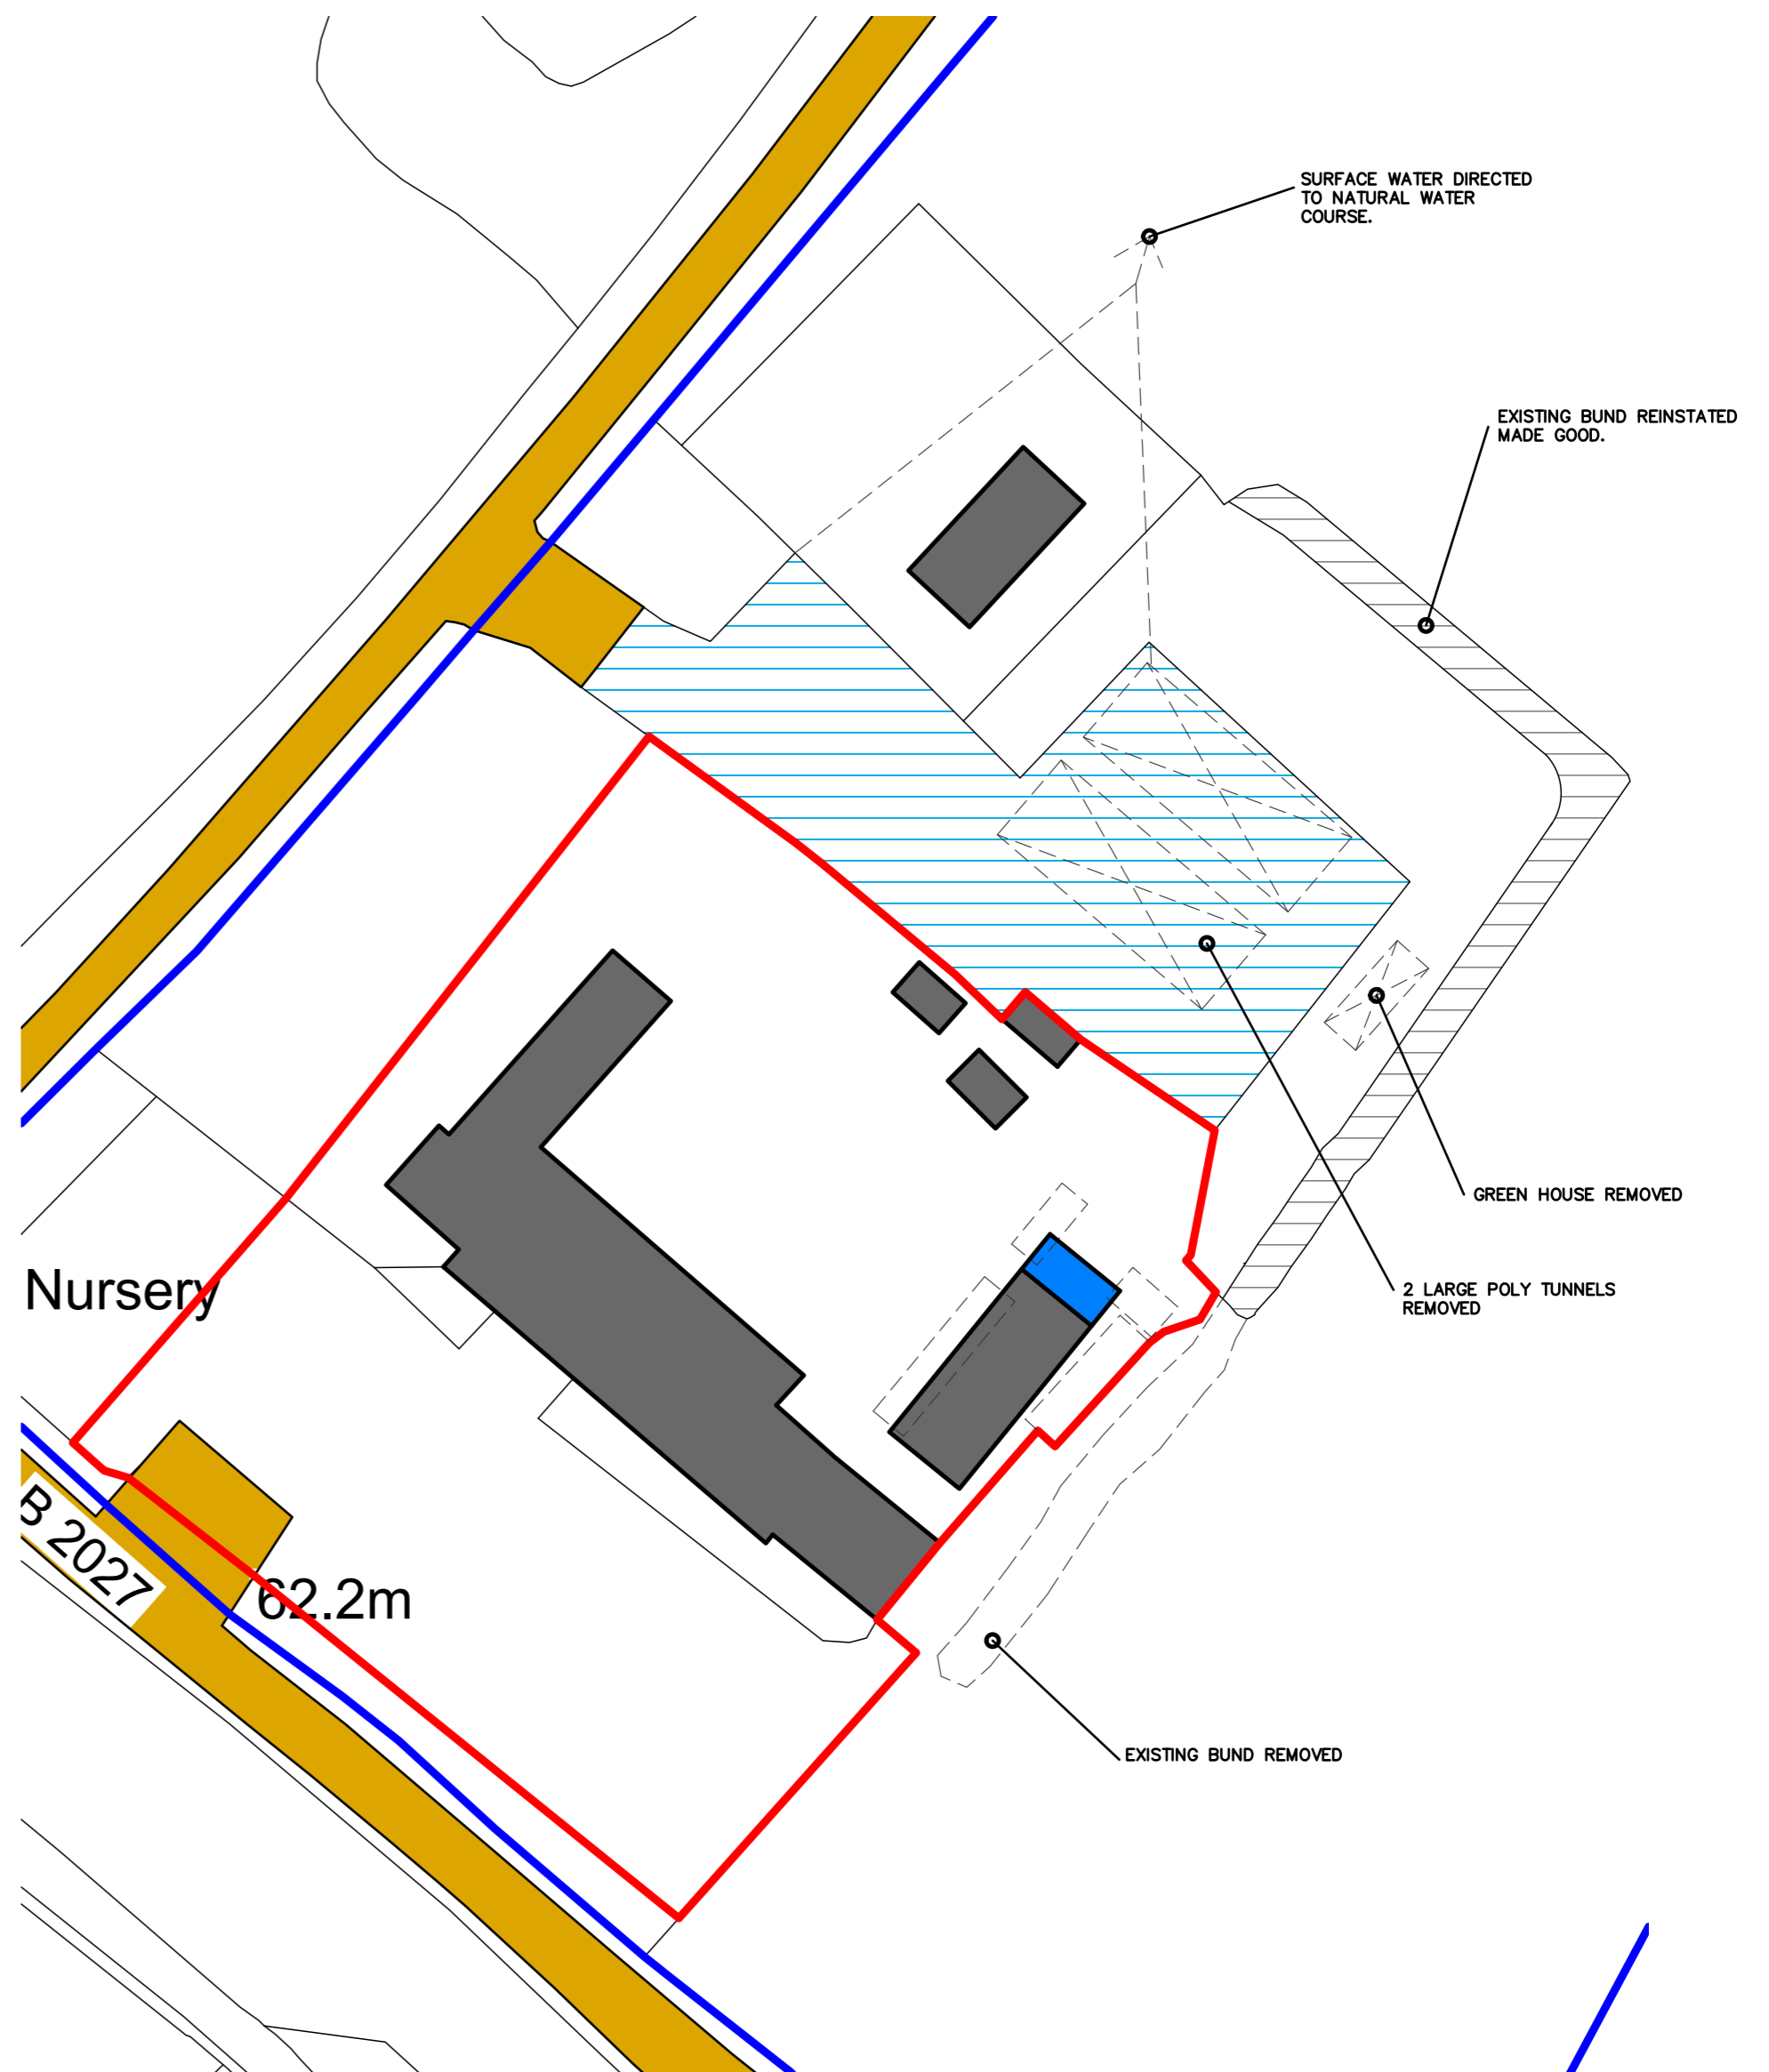 SURFACE WATER DIRECTED
TO NATURAL WATER
COURSE.
EXISTING BUND REINSTATED
MADE GOOD.
GREEN HOUSE REMOVED
Nursery
2 LARGE POLY TUNNELS
REMOVED
B 2027
62.2m
EXISTING BUND REMOVED